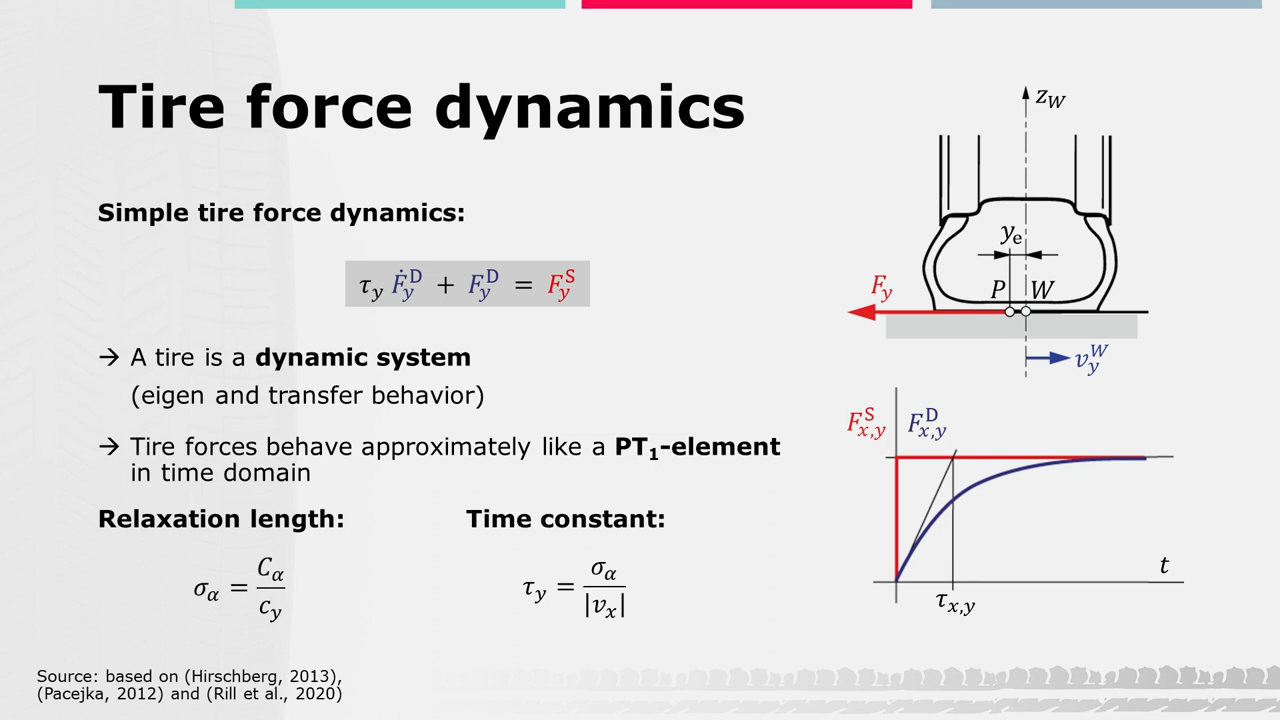 Tire force dynamics
Simple tire force dynamics:
τ_y Ḟ_y^D + F_y^D = F_y^S
→ A tire is a dynamic system
(eigen and transfer behavior)
→ Tire forces behave approximately like a PT₁-element
in time domain
Relaxation length:
σ_α = C_α / c_y
Time constant:
τ_y = σ_α / |v_x|
z_W
y_e
F_y
P
W
v_y^W
F_{x,y}^S
F_{x,y}^D
t
τ_{x,y}
Source: based on (Hirschberg, 2013),
(Pacejka, 2012) and (Rill et al., 2020)